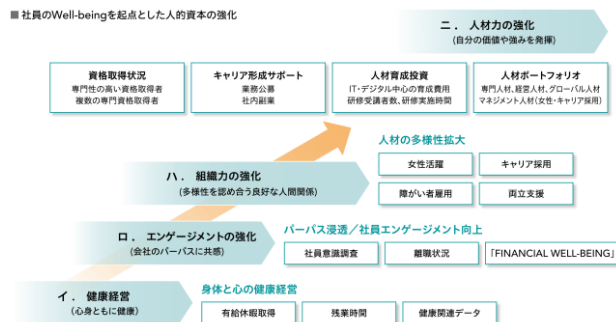 ■ 社員のWell-beingを起点とした人的資本の強化
ニ． 人材力の強化
(自分の価値や強みを発揮)
資格取得状況
専門性の高い資格取得者
複数の専門資格取得者
キャリア形成サポート
業務公募
社内副業
人材育成投資
IT・デジタル中心の育成費用
研修受講者数、研修実施時間
人材ポートフォリオ
専門人材、経営人材、グローバル人材
マネジメント人材(女性・キャリア採用)
ハ． 組織力の強化
(多様性を認め合う良好な人間関係)
人材の多様性拡大
女性活躍
キャリア採用
障がい者雇用
両立支援
ロ． エンゲージメントの強化
(会社のパーパスに共感)
パーパス浸透／社員エンゲージメント向上
社員意識調査
離職状況
「FINANCIAL WELL-BEING」
イ． 健康経営
(心身ともに健康)
身体と心の健康経営
有給休暇取得
残業時間
健康関連データ